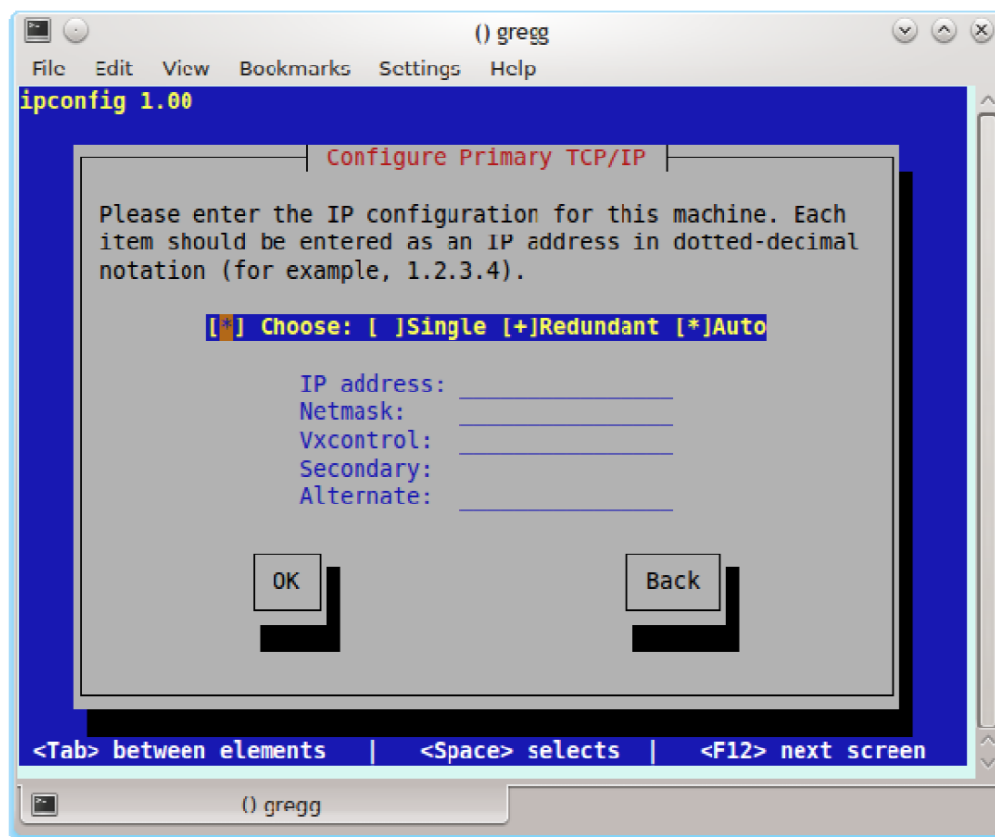 () gregg
File Edit View Bookmarks Settings Help
ipconfig 1.00
Configure Primary TCP/IP
Please enter the IP configuration for this machine. Each
item should be entered as an IP address in dotted-decimal
notation (for example, 1.2.3.4).
[*] Choose: [ ]Single [+]Redundant [*]Auto
IP address:
Netmask:
Vxcontrol:
Secondary:
Alternate:
OK Back
<Tab> between elements | <Space> selects | <F12> next screen
() gregg